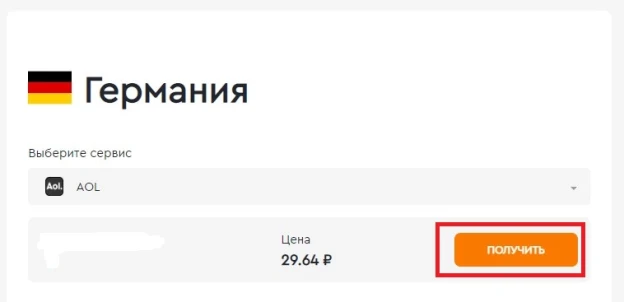 Германия
Выберите сервис
Aol. AOL
Цена
29.64 ₽
ПОЛУЧИТЬ